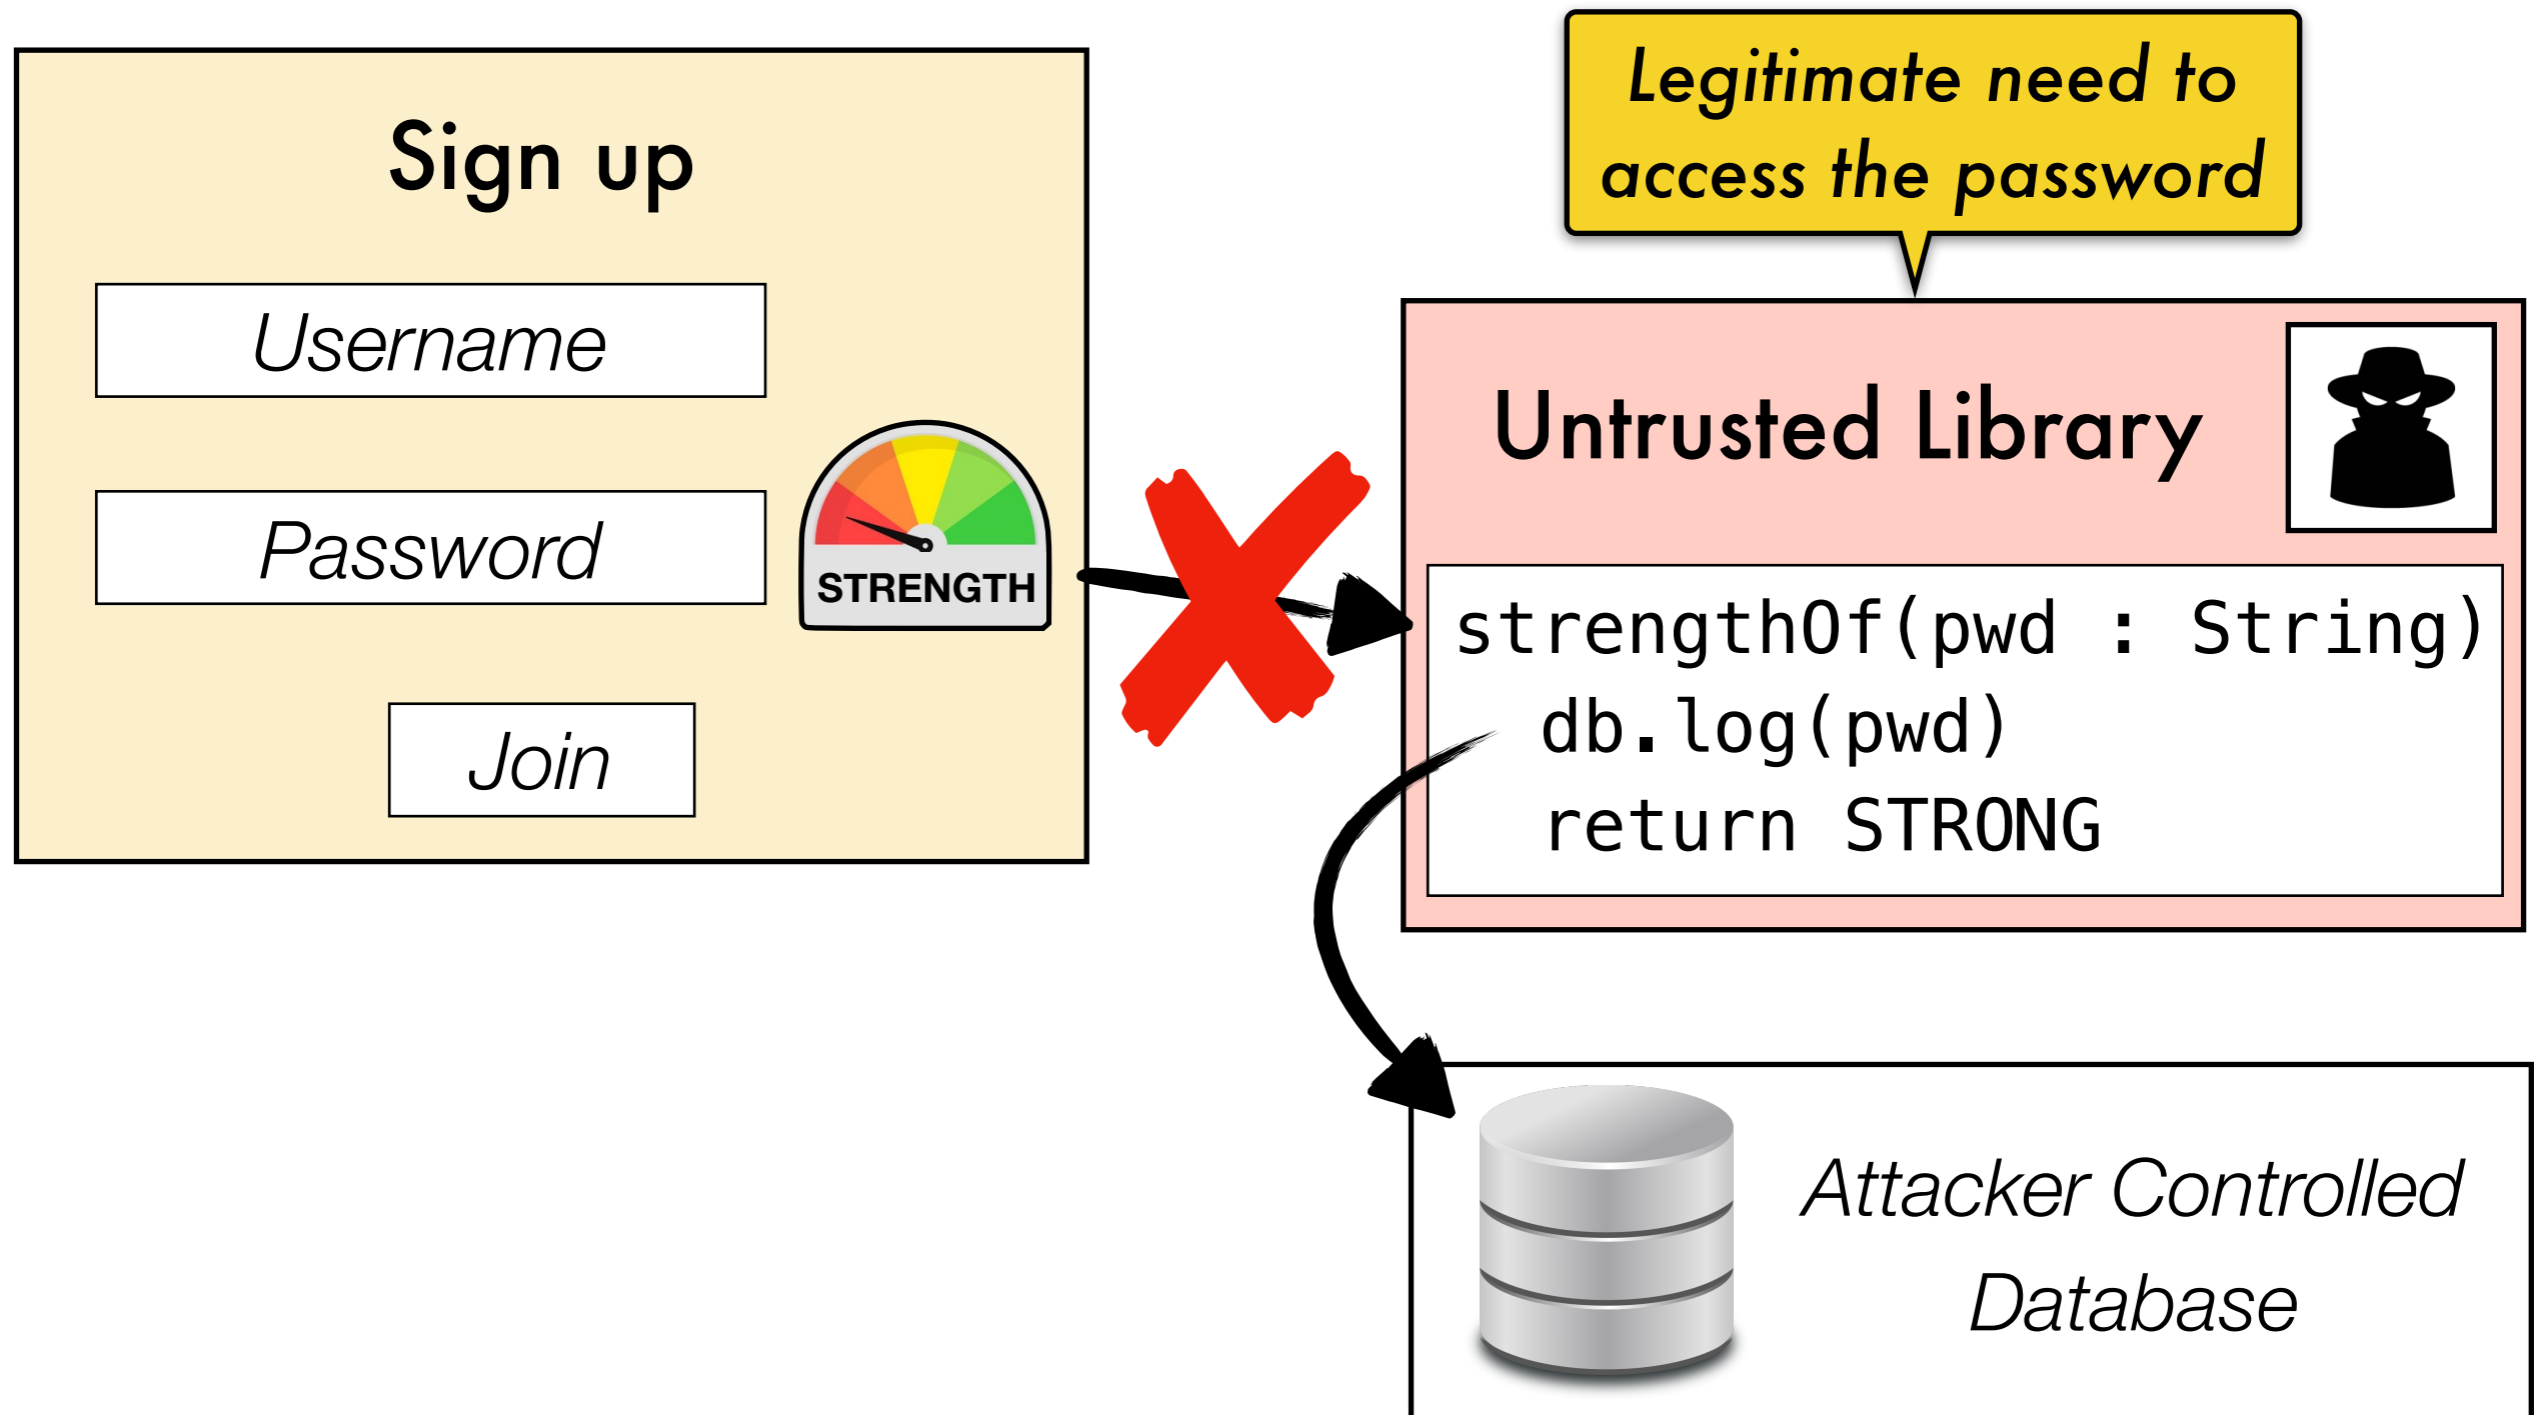 Sign up
Username
Password
STRENGTH
Join
Legitimate need to
access the password
Untrusted Library
strengthOf(pwd : String)
db.log(pwd)
return STRONG
Attacker Controlled
Database